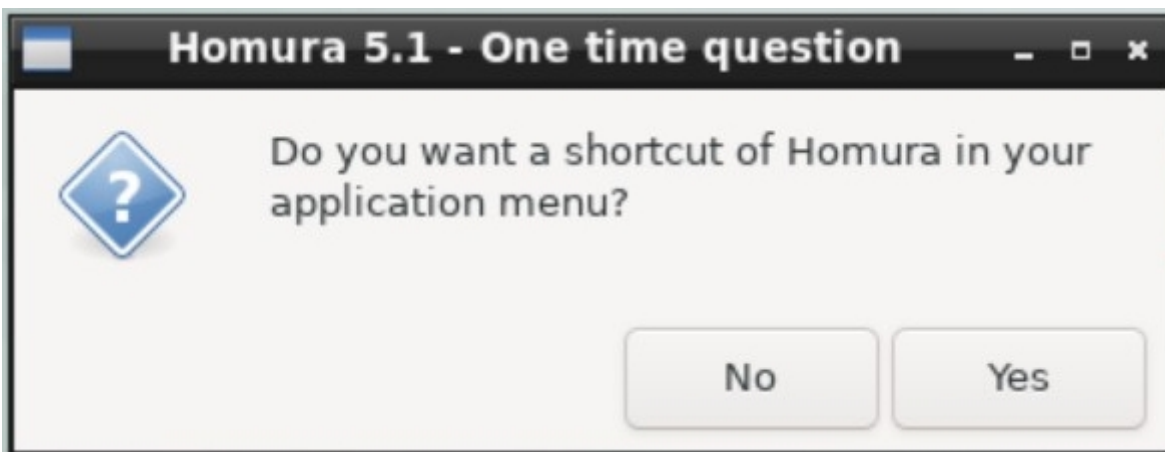 Homura 5.1 - One time question
Do you want a shortcut of Homura in your
application menu?
No
Yes